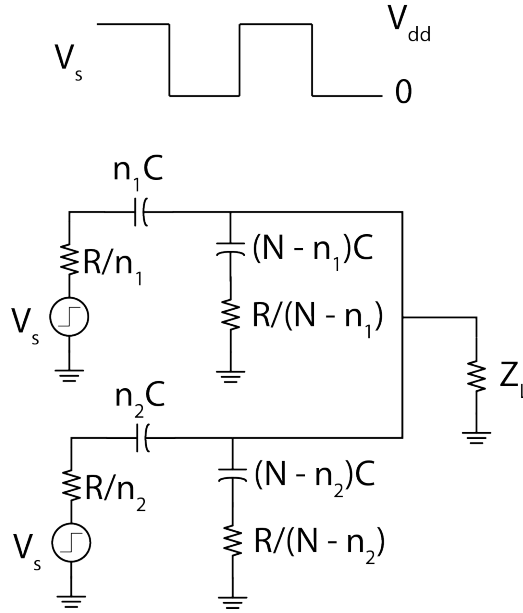 V_dd
V_s
0
n_1C
(N - n_1)C
R/n_1
V_s
R/(N - n_1)
Z_L
n_2C
(N - n_2)C
R/n_2
V_s
R/(N - n_2)